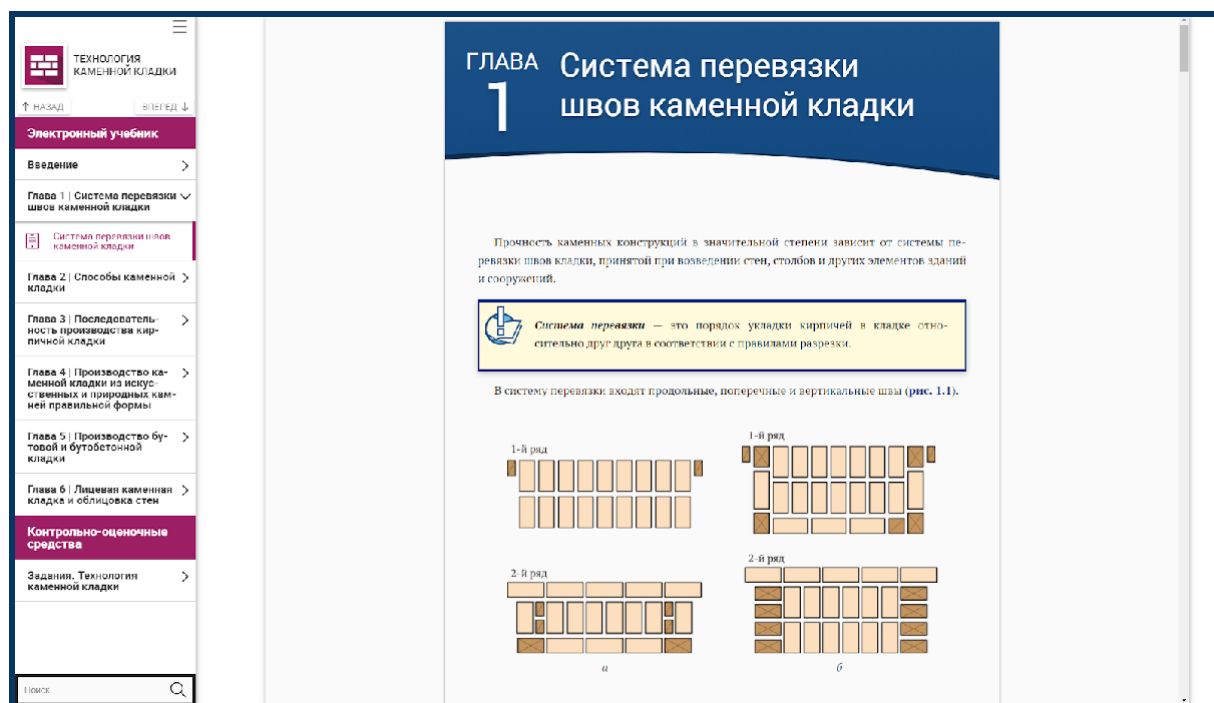 ТЕХНОЛОГИЯ
КАМЕННОЙ КЛАДКИ
↑ НАЗАД
ВПЕРЕД ↓
Электронный учебник
Введение
Глава 1 | Система перевязки
швов каменной кладки
Система перевязки швов
каменной кладки
Глава 2 | Способы каменной
кладки
Глава 3 | Последователь-
ность производства кир-
пичной кладки
Глава 4 | Производство ка-
менной кладки из искус-
ственных и природных кам-
ней правильной формы
Глава 5 | Производство бу-
товой и бутобетонной
кладки
Глава 6 | Лицевая каменная
кладка и облицовка стен
Контрольно-оценочные
средства
Задания. Технология
каменной кладки
Поиск
ГЛАВА
1
Система перевязки
швов каменной кладки
Прочность каменных конструкций в значительной степени зависит от системы пе-
ревязки швов кладки, принятой при возведении стен, столбов и других элементов зданий
и сооружений.
Система перевязки — это порядок укладки кирпичей в кладке отно-
сительно друг друга в соответствии с правилами разрезки.
В систему перевязки входят продольные, поперечные и вертикальные швы (рис. 1.1).
1-й ряд
1-й ряд
2-й ряд
2-й ряд
а
б